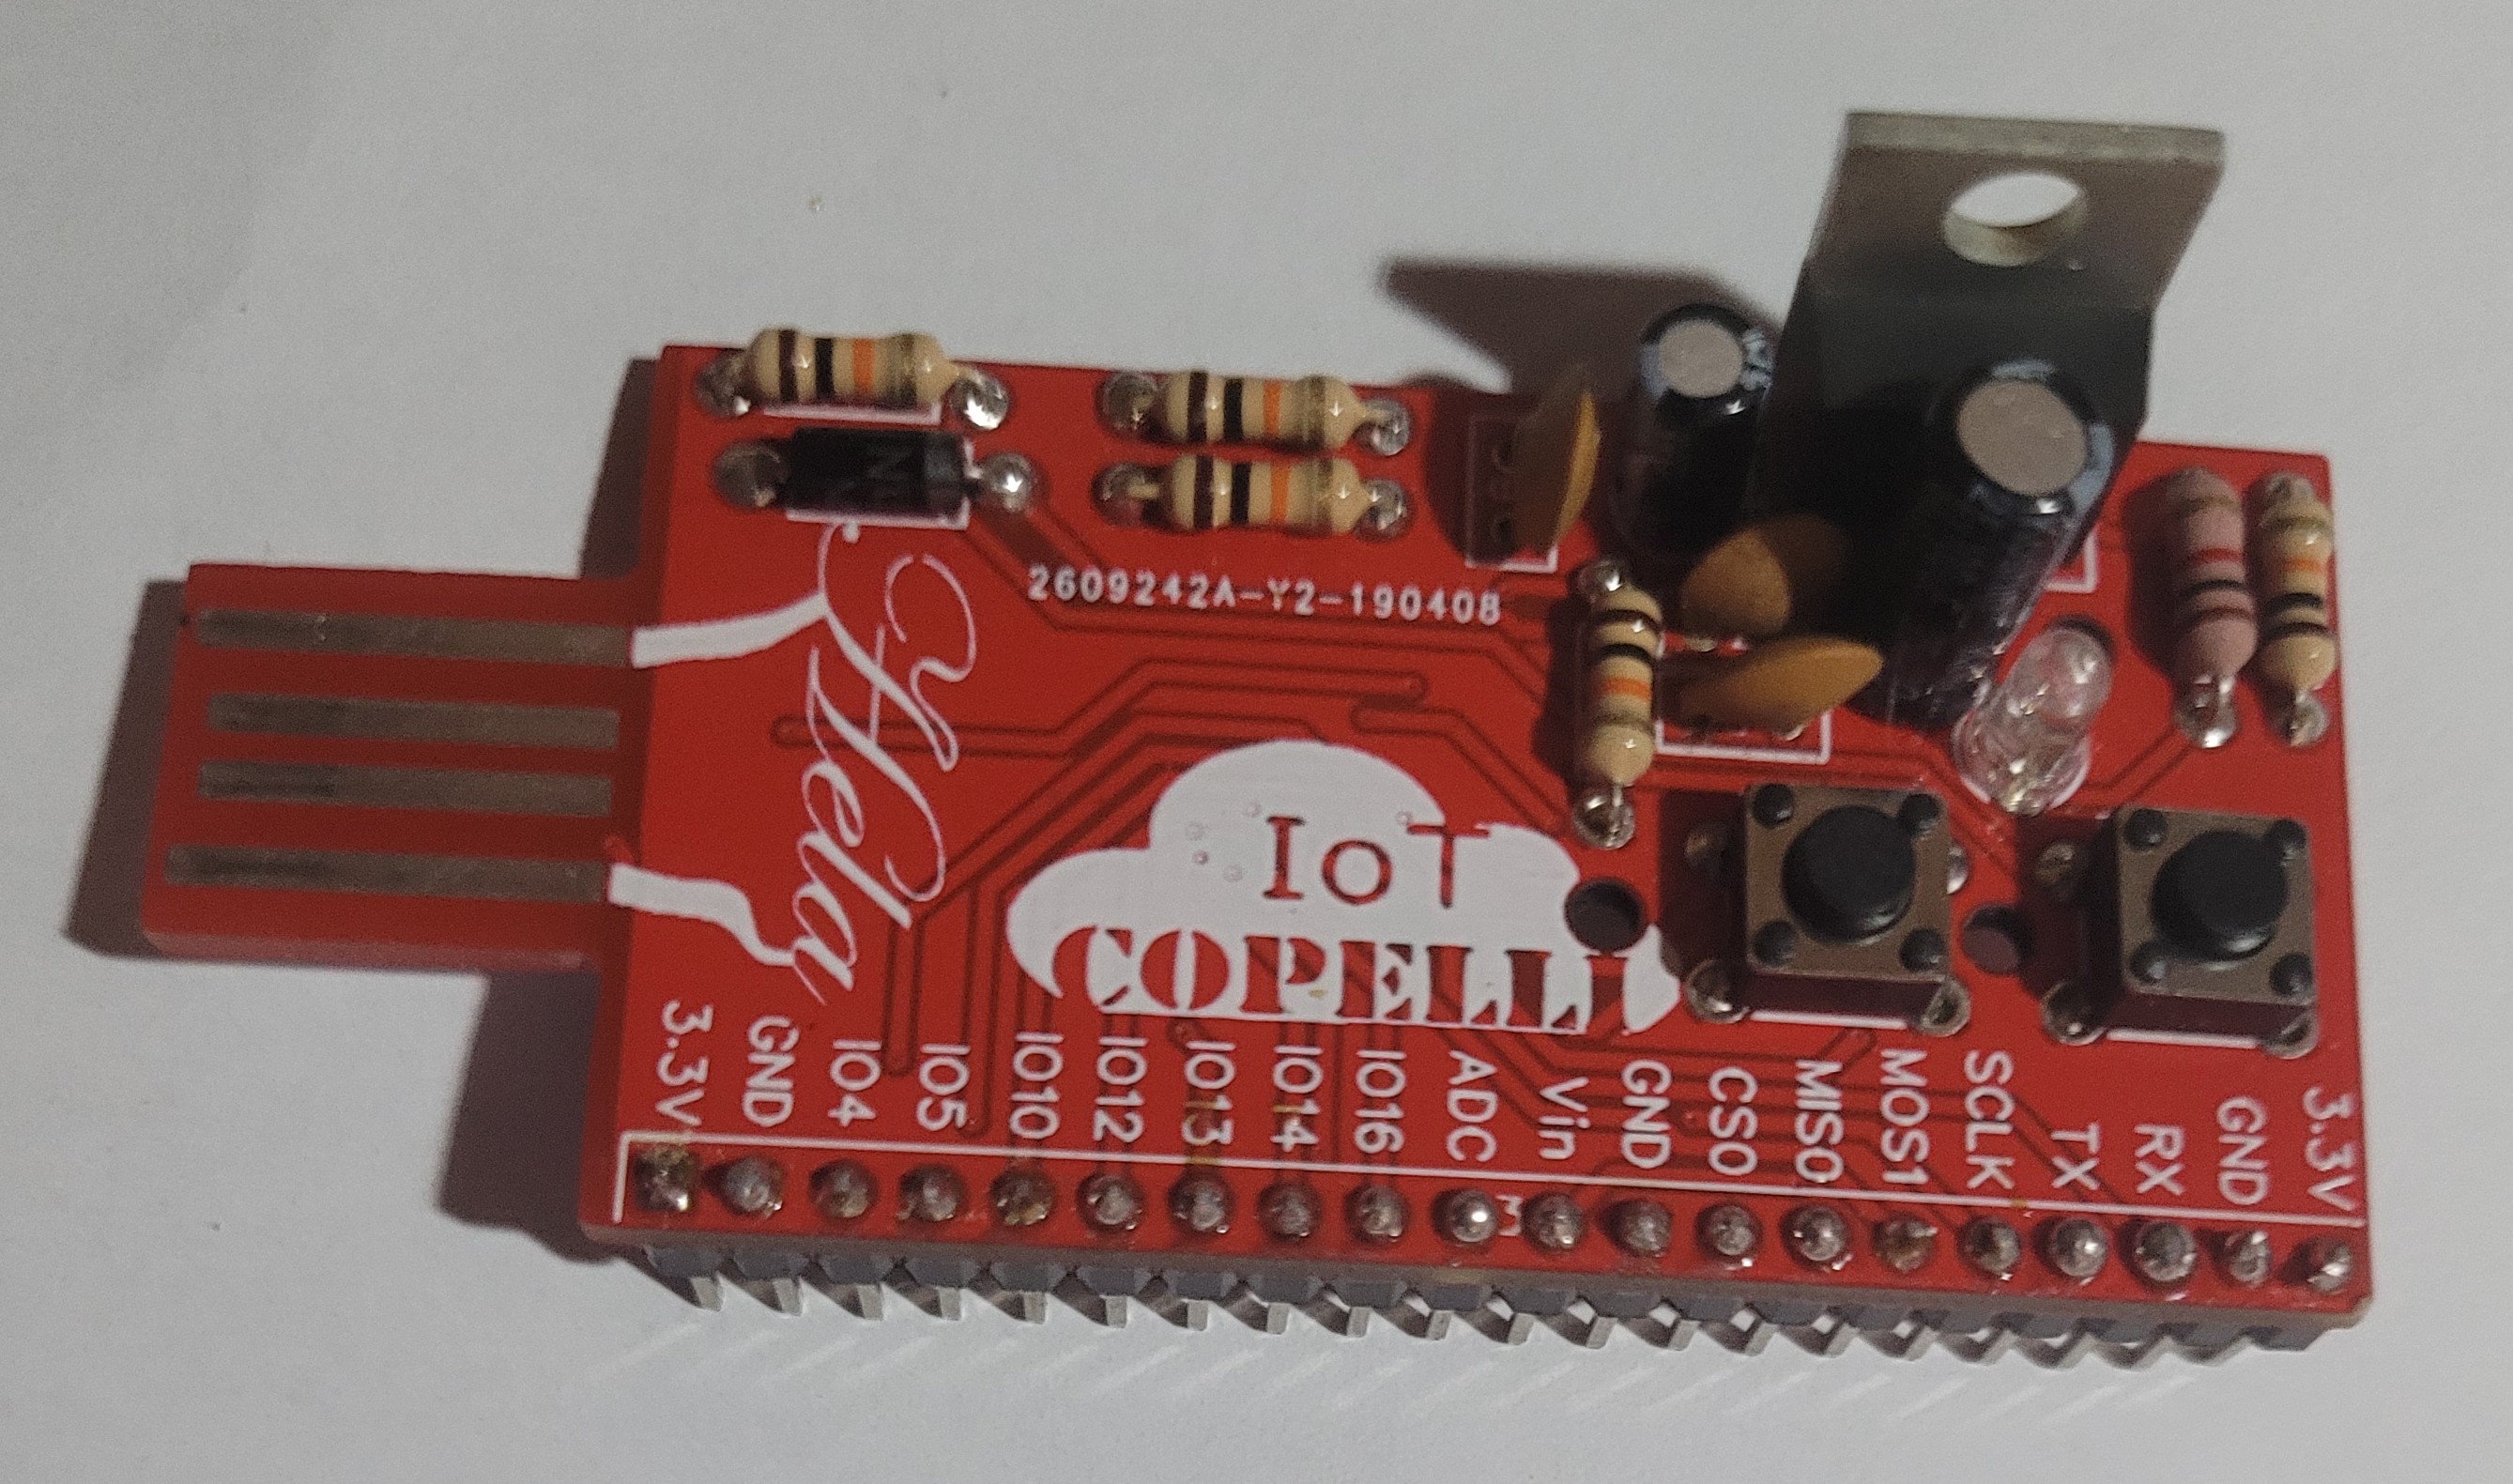 2609242A-Y2-190408
Hela
IoT
COPELLI
3.3V
GND
IO4
IO5
IO10
IO12
IO13
IO14
IO16
ADC
Vin
GND
CS0
MISO
MOS1
SCLK
TX
RX
GND
3.3V